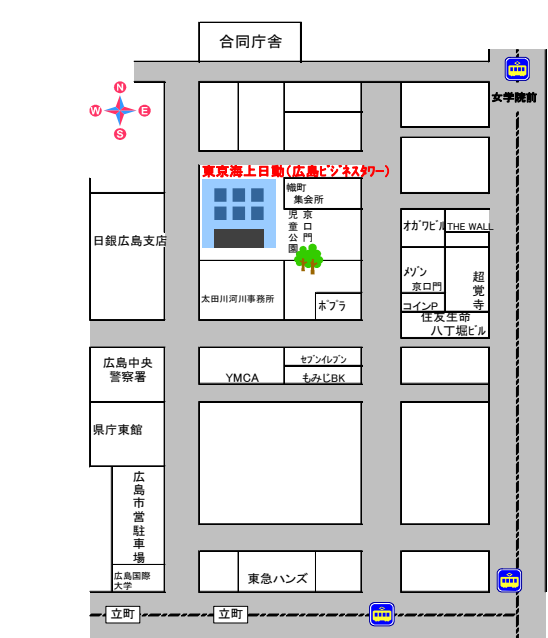 合同庁舎
女学院前
N
W
E
S
東京海上日動(広島ﾋﾞｼﾞﾈｽﾀﾜｰ)
幟町
集会所
児童公園
京口門
日銀広島支店
ｵｶﾞﾜﾋﾞﾙ
THE WALL
ﾒｿﾞﾝ
京口門
超覚寺
太田川河川事務所
ﾎﾟﾌﾟﾗ
コインP
住友生命
八丁堀ﾋﾞﾙ
広島中央
警察署
YMCA
ｾﾌﾞﾝｲﾚﾌﾞﾝ
もみじBK
県庁東館
広島市営駐車場
広島国際
大学
東急ハンズ
立町
立町